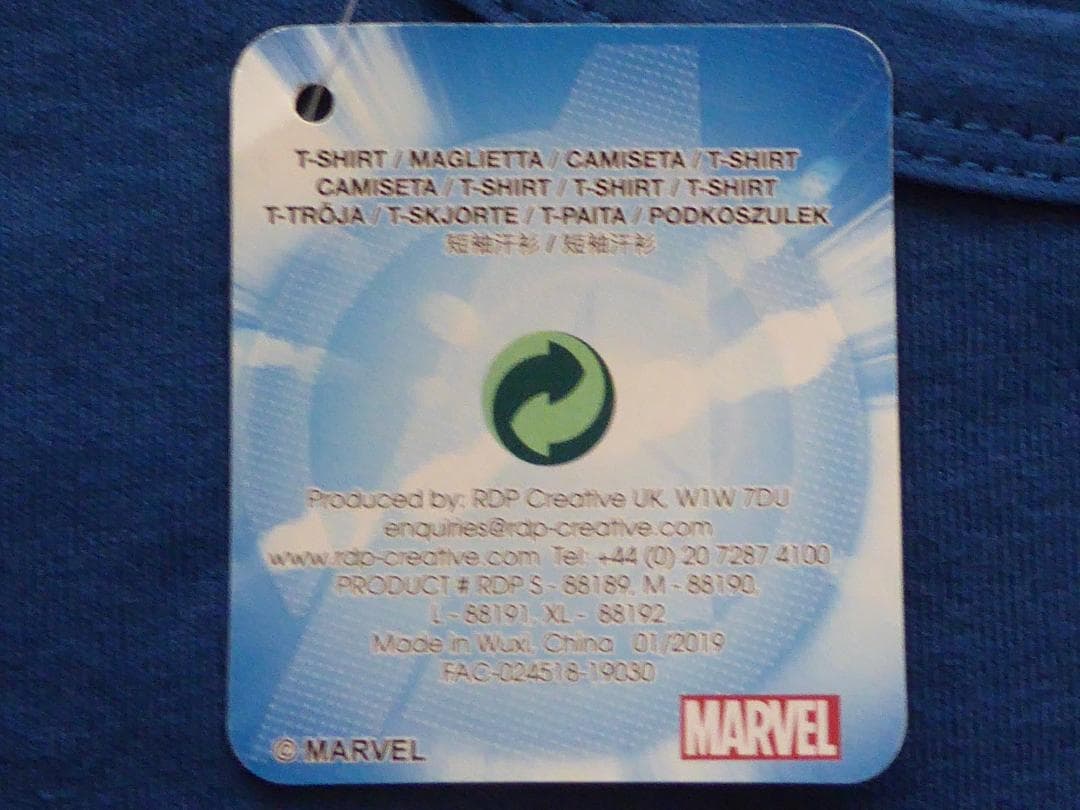 T-SHIRT / MAGLIETTA / CAMISETA / T-SHIRT
CAMISETA / T-SHIRT / T-SHIRT / T-SHIRT
T-TRÖJA / T-SKJORTE / T-PAITA / PODKOSZULEK
短袖汗衫 / 短袖汗衫
Produced by: RDP Creative UK, W1W 7DU
enquiries@rdp-creative.com
www.rdp-creative.com Tel: +44 (0) 20 7287 4100
PRODUCT # RDP S - 88189, M - 88190,
L - 88191, XL - 88192
Made in Wuxi, China 01/2019
FAC-024518-19030
© MARVEL
MARVEL